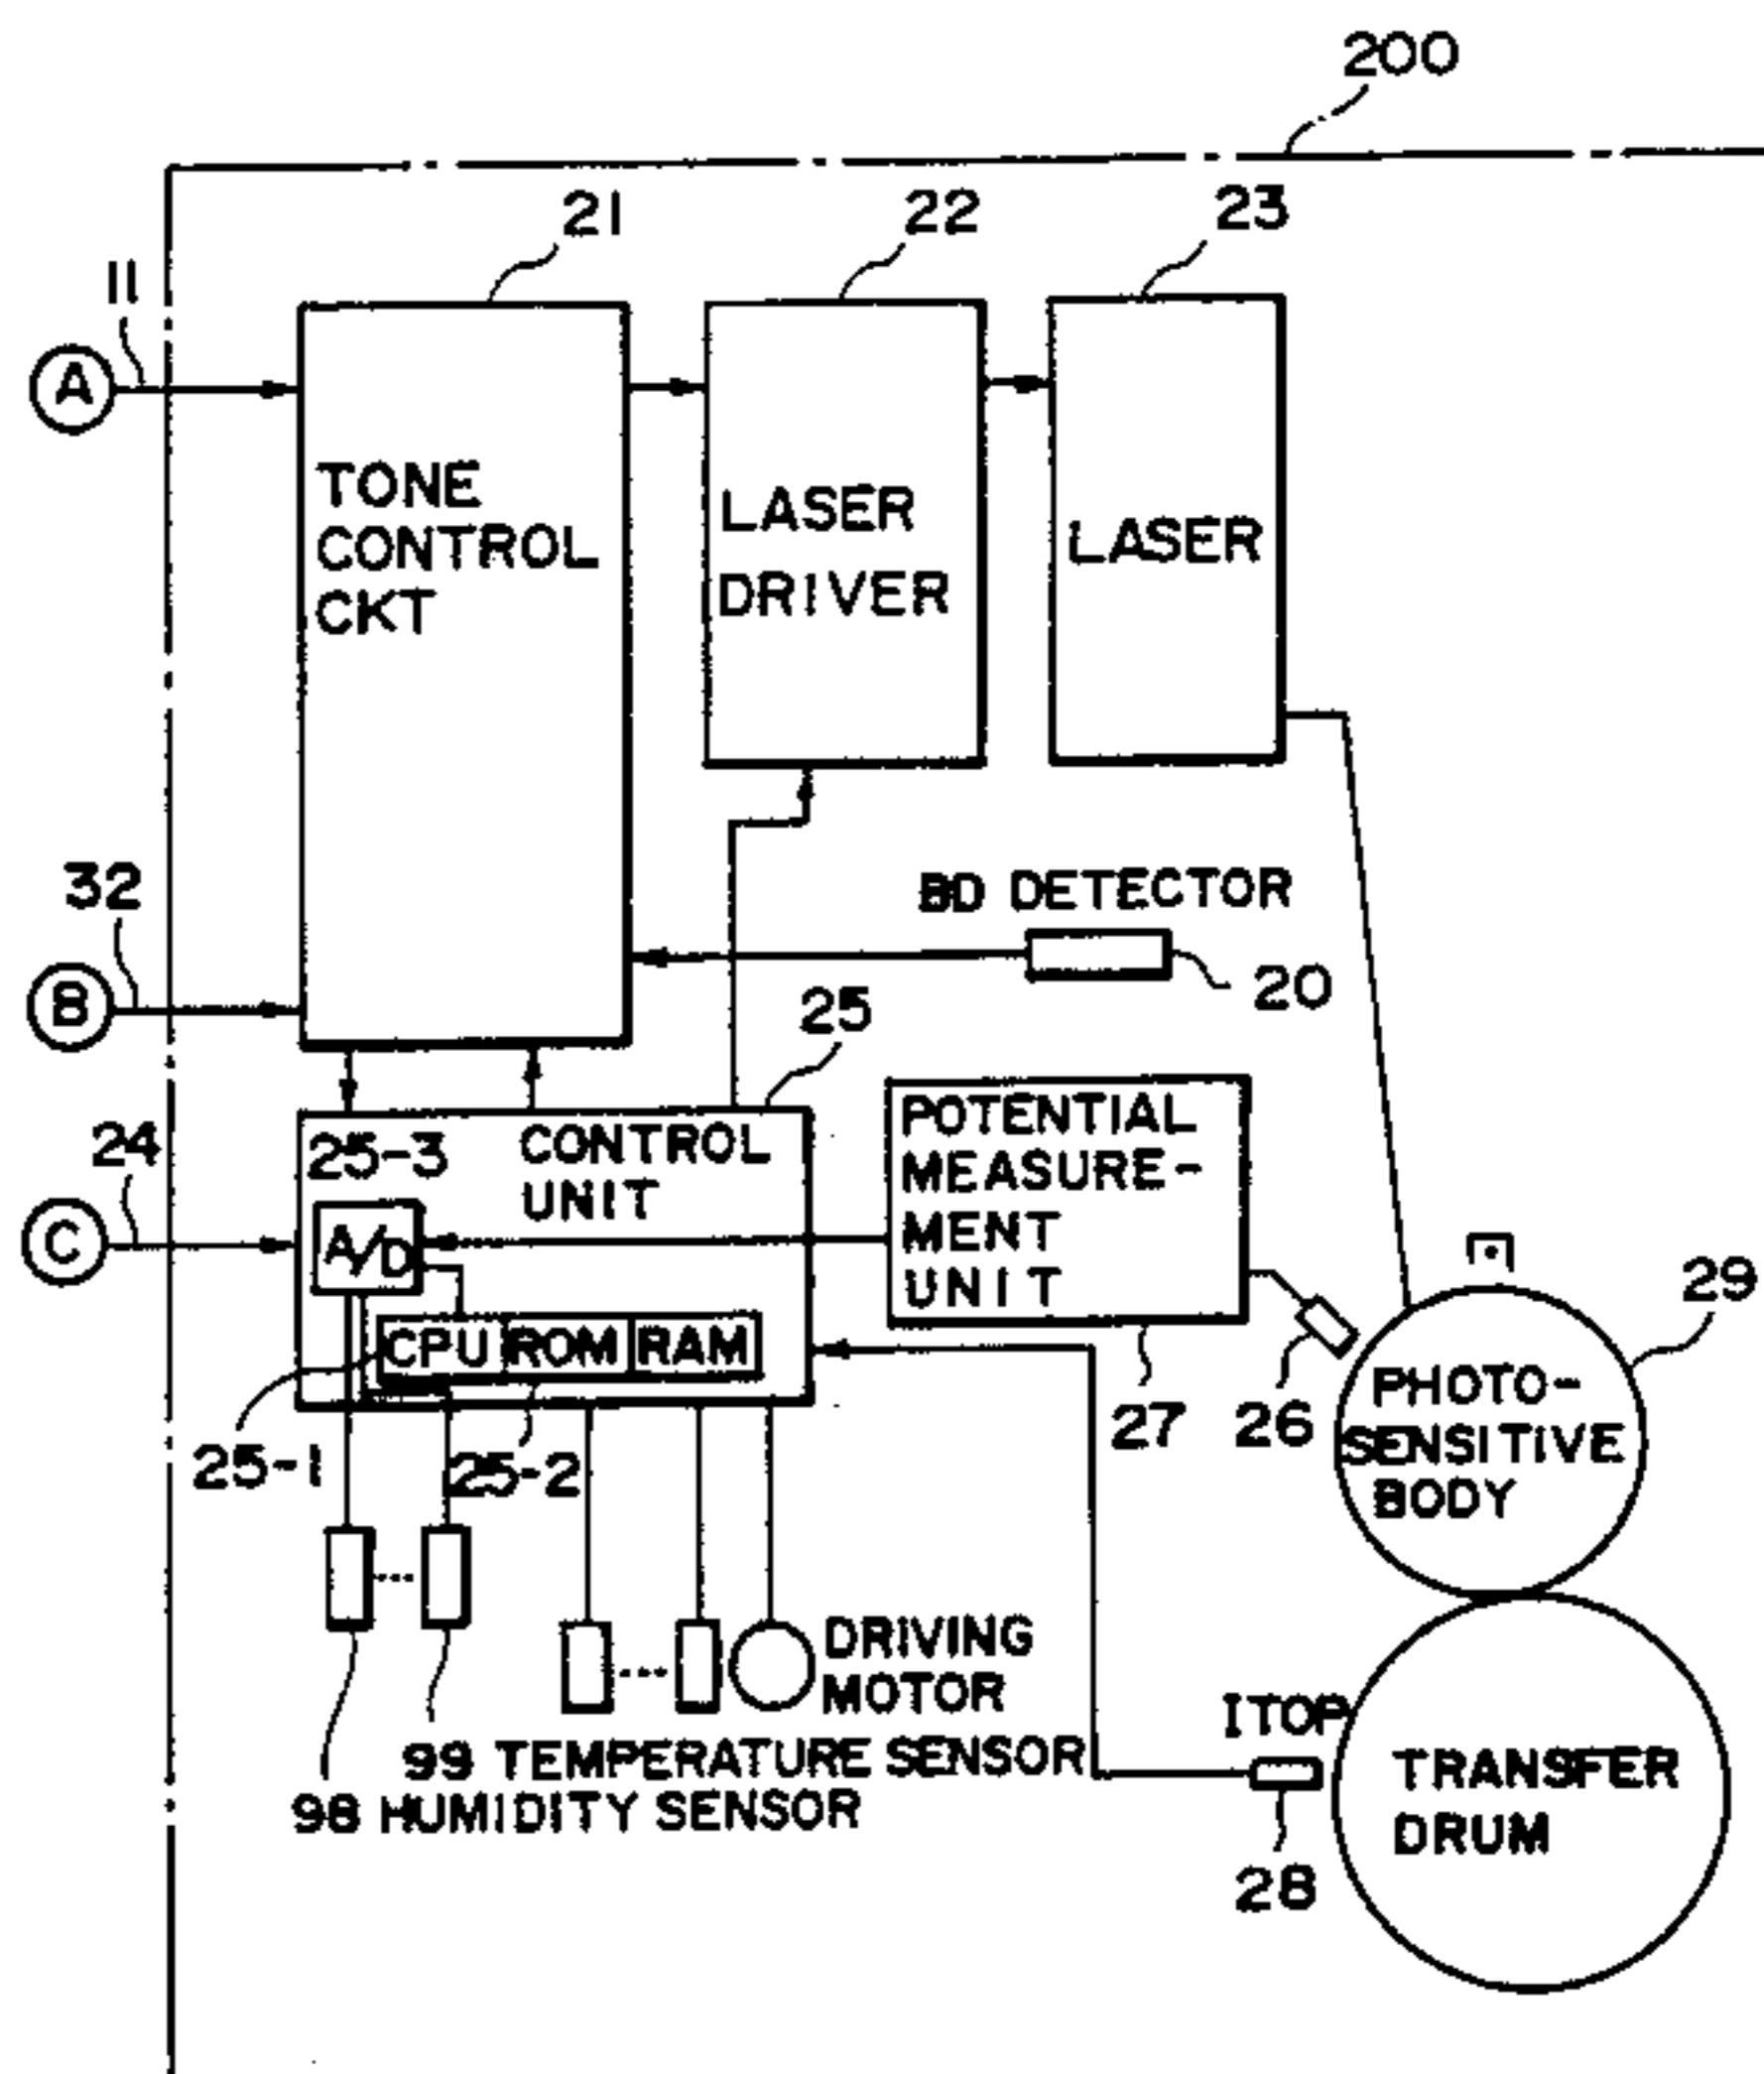 200
21
22
23
11
A
TONE
CONTROL
CKT
LASER
DRIVER
LASER
32
BD DETECTOR
B
20
25
24
25-3
CONTROL
UNIT
POTENTIAL
MEASURE-
MENT
UNIT
C
A/D
29
CPU ROM RAM
26
27
PHOTO-
SENSITIVE
BODY
25-1
25-2
DRIVING
MOTOR
ITOP
99 TEMPERATURE SENSOR
98 HUMIDITY SENSOR
TRANSFER
DRUM
28